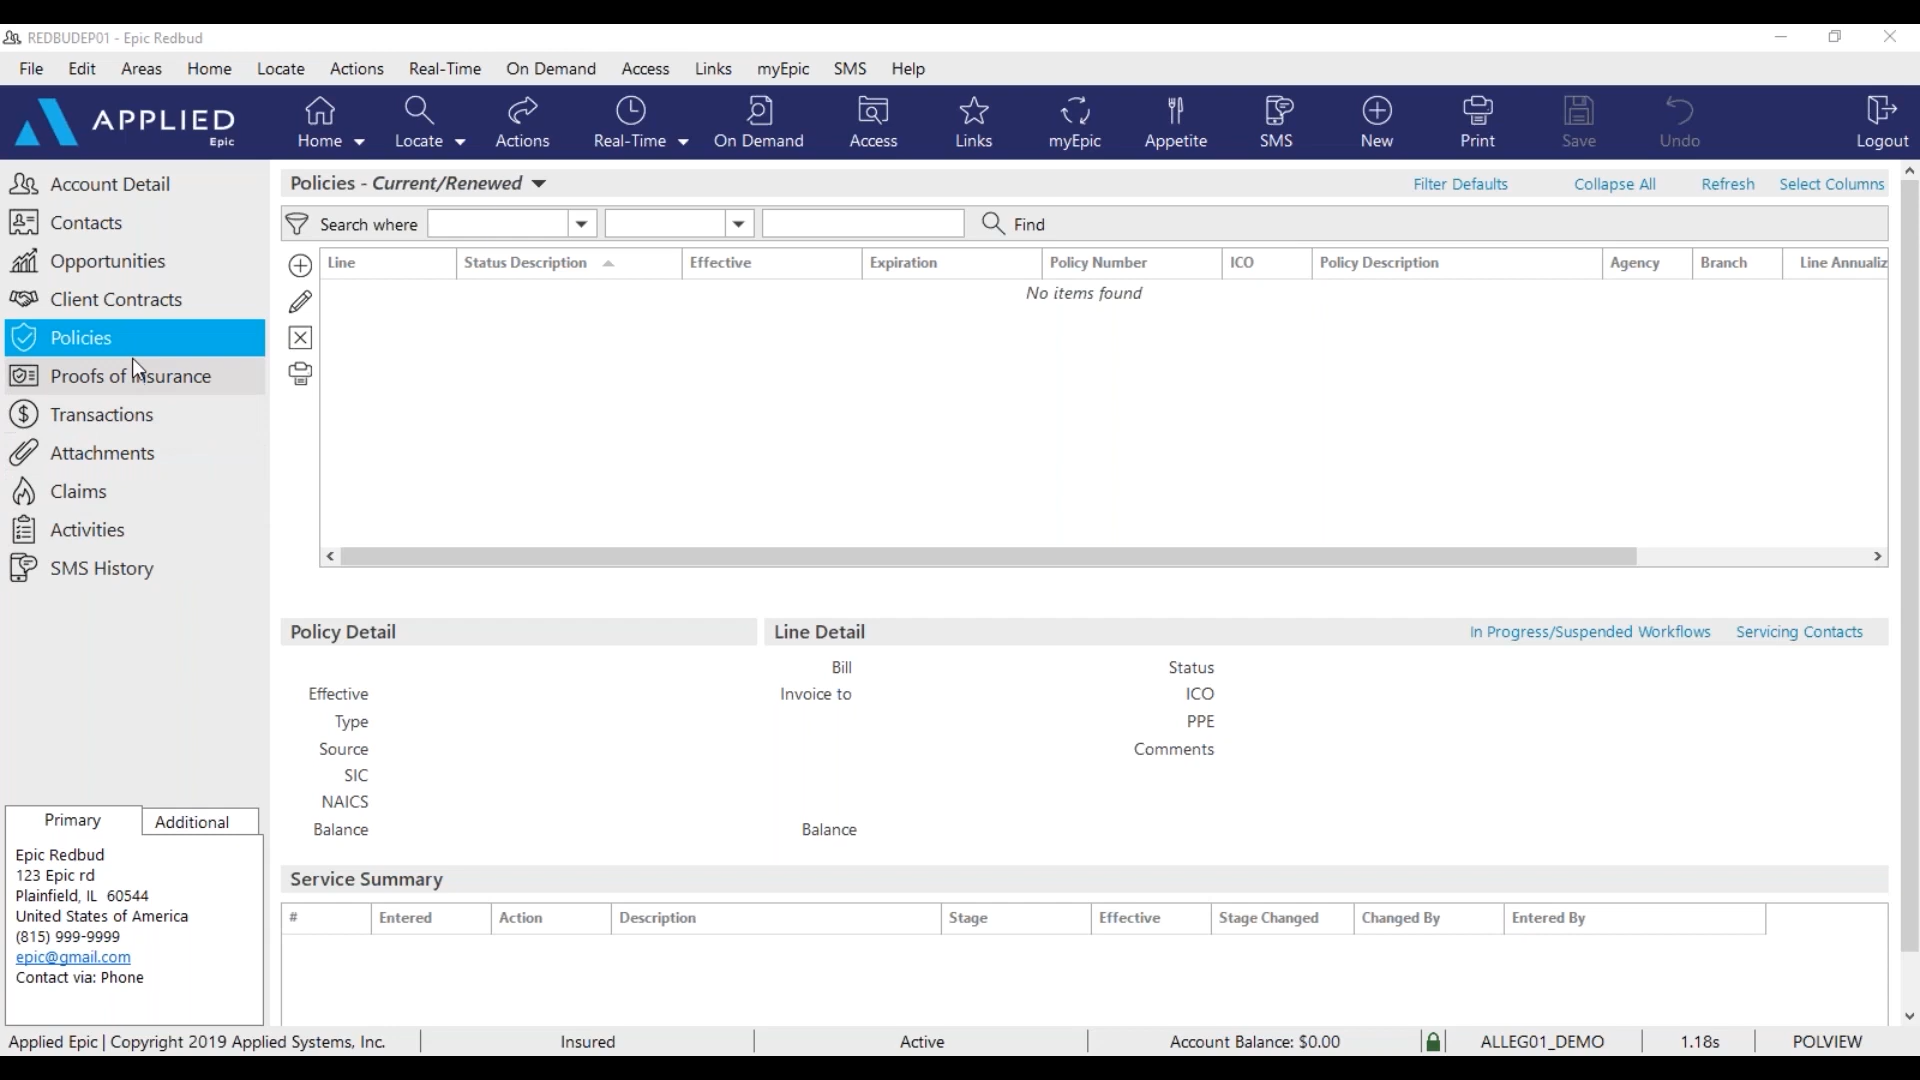 REDBUDEP01 - Epic Redbud
File Edit Areas Home Locate Actions Real-Time On Demand Access Links myEpic SMS Help
APPLIED
Epic
Home Locate Actions Real-Time On Demand Access Links myEpic Appetite SMS New Print Save Undo Logout
Account Detail
Contacts
Opportunities
Client Contracts
Policies
Proofs of Insurance
Transactions
Attachments
Claims
Activities
SMS History
Primary Additional
Epic Redbud
123 Epic rd
Plainfield, IL 60544
United States of America
(815) 999-9999
epic@gmail.com
Contact via: Phone
Policies - Current/Renewed Filter Defaults Collapse All Refresh Select Columns
Search where Find
Line Status Description Effective Expiration Policy Number ICO Policy Description Agency Branch Line Annualiz
No items found
Policy Detail
Effective
Type
Source
SIC
NAICS
Balance
Line Detail In Progress/Suspended Workflows Servicing Contacts
Bill Status
Invoice to ICO
PPE
Comments
Balance
Service Summary
# Entered Action Description Stage Effective Stage Changed Changed By Entered By
Applied Epic | Copyright 2019 Applied Systems, Inc. Insured Active Account Balance: $0.00 ALLEG01_DEMO 1.18s POLVIEW